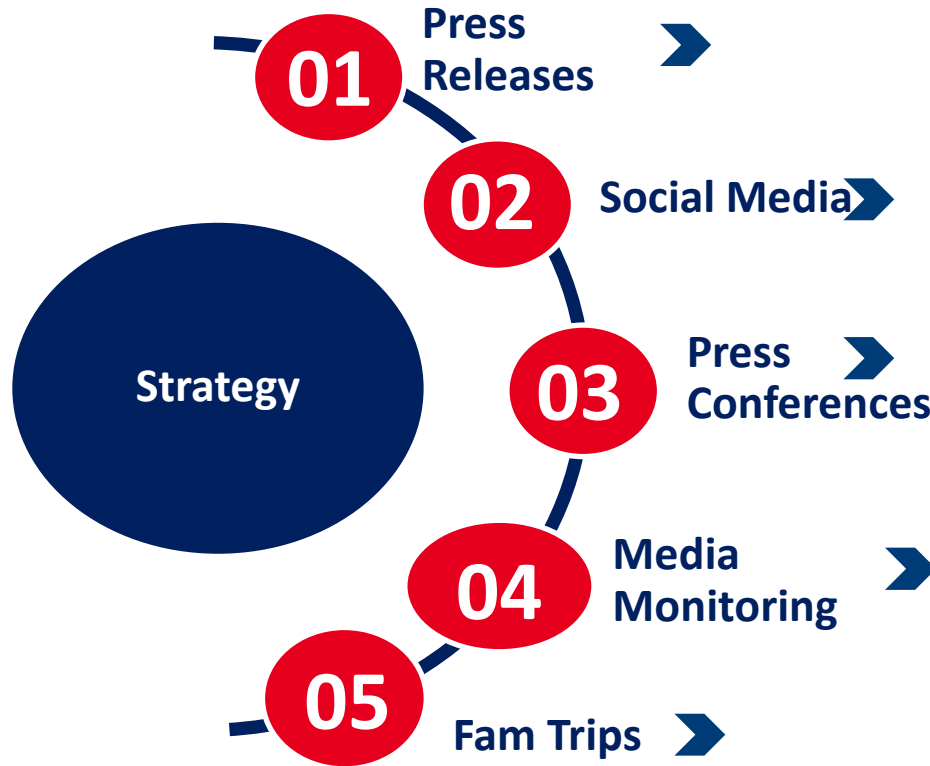 01
Press
Releases
02
Social Media
Strategy
03
Press
Conferences
04
Media
Monitoring
05
Fam Trips